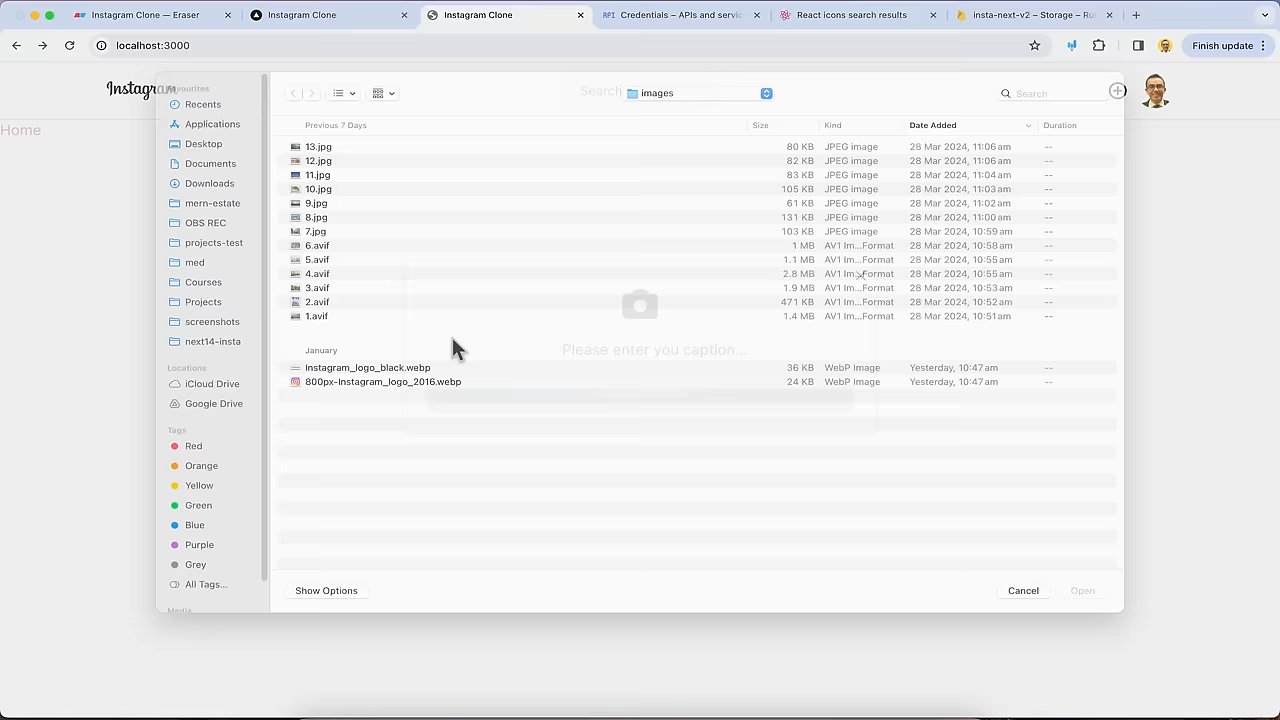 Instagram Clone — Eraser
Instagram Clone
Instagram Clone
API Credentials – APIs and servic
React icons search results
insta-next-v2 – Storage – Ru
localhost:3000
Finish update
Instagram
Search
Home
Favourites
Recents
Applications
Desktop
Documents
Downloads
mern-estate
OBS REC
projects-test
med
Courses
Projects
screenshots
next14-insta
Locations
iCloud Drive
Google Drive
Tags
Red
Orange
Yellow
Green
Blue
Purple
Grey
All Tags...
Media
images
Search
Previous 7 Days Size Kind Date Added Duration
13.jpg 80 KB JPEG image 28 Mar 2024, 11:06 am --
12.jpg 82 KB JPEG image 28 Mar 2024, 11:06 am --
11.jpg 83 KB JPEG image 28 Mar 2024, 11:04 am --
10.jpg 105 KB JPEG image 28 Mar 2024, 11:03 am --
9.jpg 61 KB JPEG image 28 Mar 2024, 11:02 am --
8.jpg 131 KB JPEG image 28 Mar 2024, 11:00 am --
7.jpg 103 KB JPEG image 28 Mar 2024, 10:59 am --
6.avif 1 MB AV1 Im...Format 28 Mar 2024, 10:58 am --
5.avif 1.1 MB AV1 Im...Format 28 Mar 2024, 10:55 am --
4.avif 2.8 MB AV1 Im...Format 28 Mar 2024, 10:55 am --
3.avif 1.9 MB AV1 Im...Format 28 Mar 2024, 10:53 am --
2.avif 471 KB AV1 Im...Format 28 Mar 2024, 10:52 am --
1.avif 1.4 MB AV1 Im...Format 28 Mar 2024, 10:51 am --
January
Instagram_logo_black.webp 36 KB WebP Image Yesterday, 10:47 am --
800px-Instagram_logo_2016.webp 24 KB WebP Image Yesterday, 10:47 am --
Please enter you caption...
Show Options
Cancel
Open